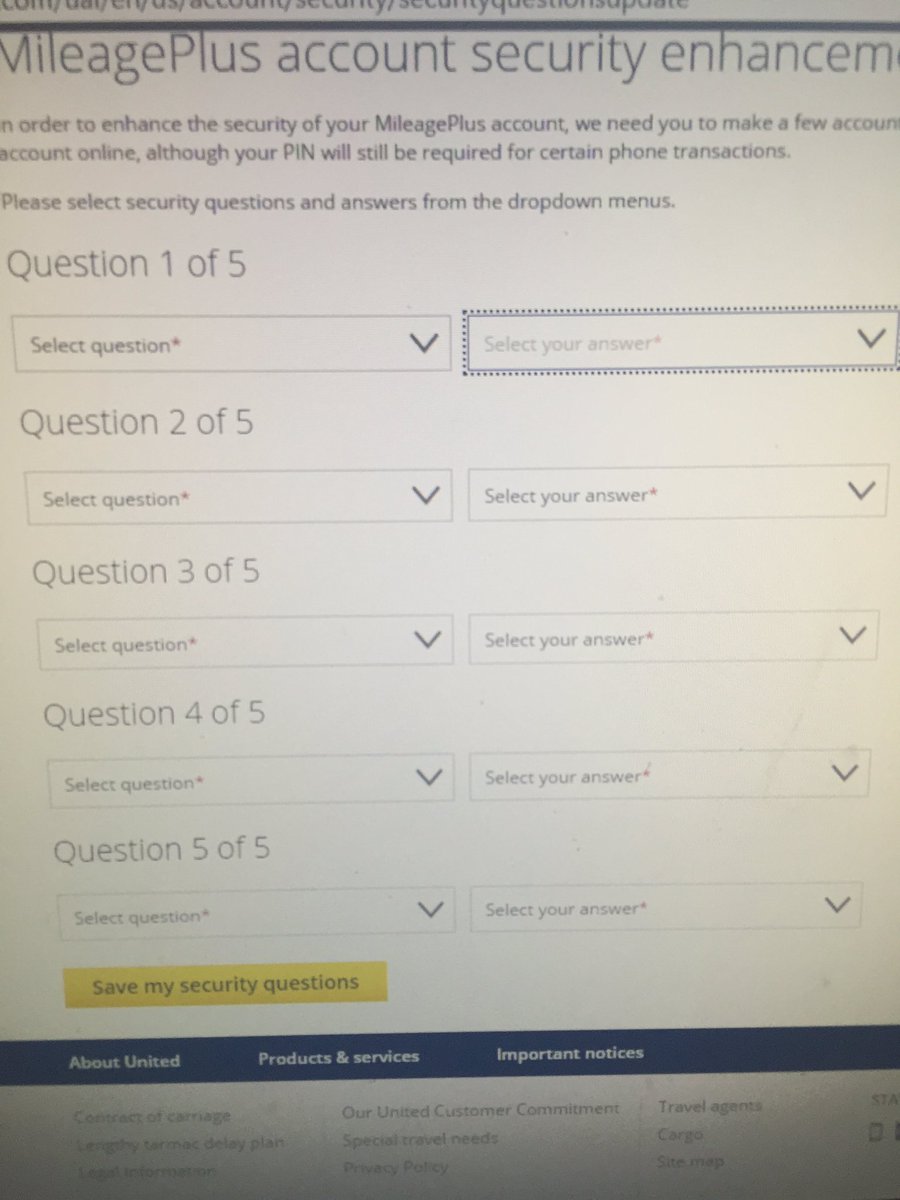 com/ual/en/us/account/security/securityquestionsupdate
MileagePlus account security enhancem
n order to enhance the security of your MileagePlus account, we need you to make a few accoun
account online, although your PIN will still be required for certain phone transactions.
Please select security questions and answers from the dropdown menus.
Question 1 of 5
Select question* Select your answer*
Question 2 of 5
Select question* Select your answer*
Question 3 of 5
Select question* Select your answer*
Question 4 of 5
Select question* Select your answer*
Question 5 of 5
Select question* Select your answer*
Save my security questions
About United Products & services Important notices
Contract of carriage Our United Customer Commitment Travel agents STA
Lengthy tarmac delay plan Special travel needs Cargo
Legal information Privacy Policy Site map